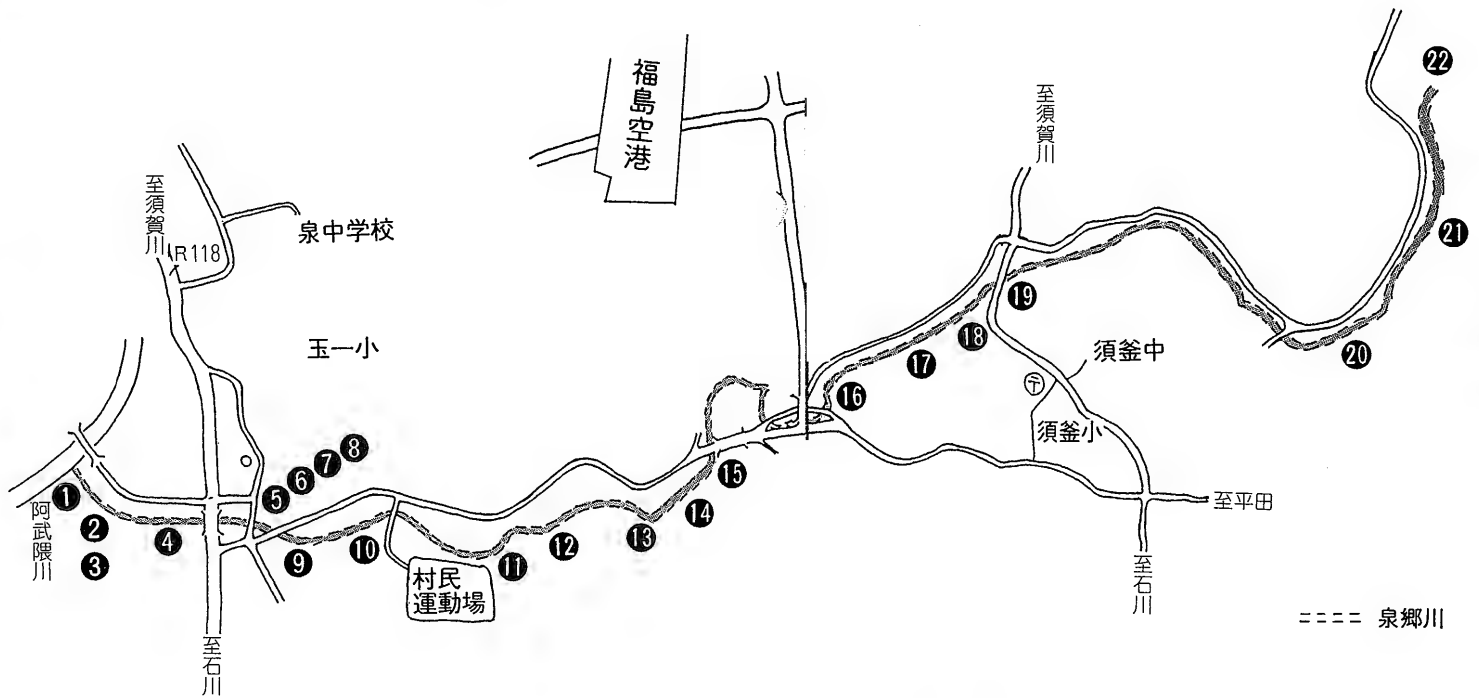 福島空港
㉒
至須賀川
至須賀川
R118
泉中学校
㉑
⑲
玉一小
⑱
須釜中
⑳
⑰
〒
⑯
須釜小
⑧
⑦
⑥
⑤
⑮
①
阿武隈川
②
④
③
⑭
⑬
⑫
⑪
⑩
⑨
至平田
村民
運動場
至石川
至石川
泉郷川